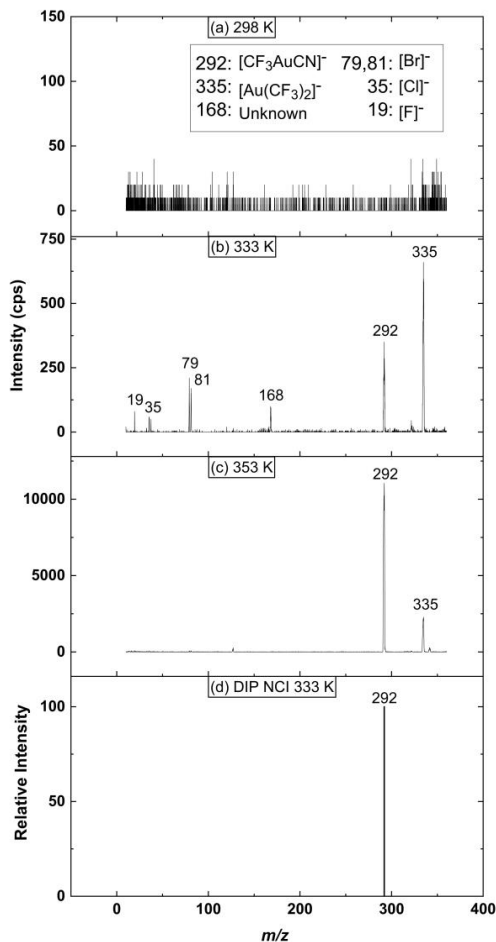 (a) 298 K
292: [CF₃AuCN]⁻ 79,81: [Br]⁻
335: [Au(CF₃)₂]⁻ 35: [Cl]⁻
168: Unknown 19: [F]⁻
150
100
50
0
(b) 333 K
750
500
250
0
335
292
79
81
168
19
35
Intensity (cps)
(c) 353 K
10000
5000
0
292
335
(d) DIP NCI 333 K
292
100
50
0
Relative Intensity
0 100 200 300 400
m/z